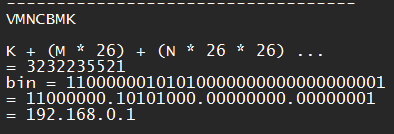 -----------------------------------
VMNCBMK
K + (M * 26) + (N * 26 * 26) ...
= 3232235521
bin = 11000000101010000000000000000001
= 11000000.10101000.00000000.00000001
= 192.168.0.1